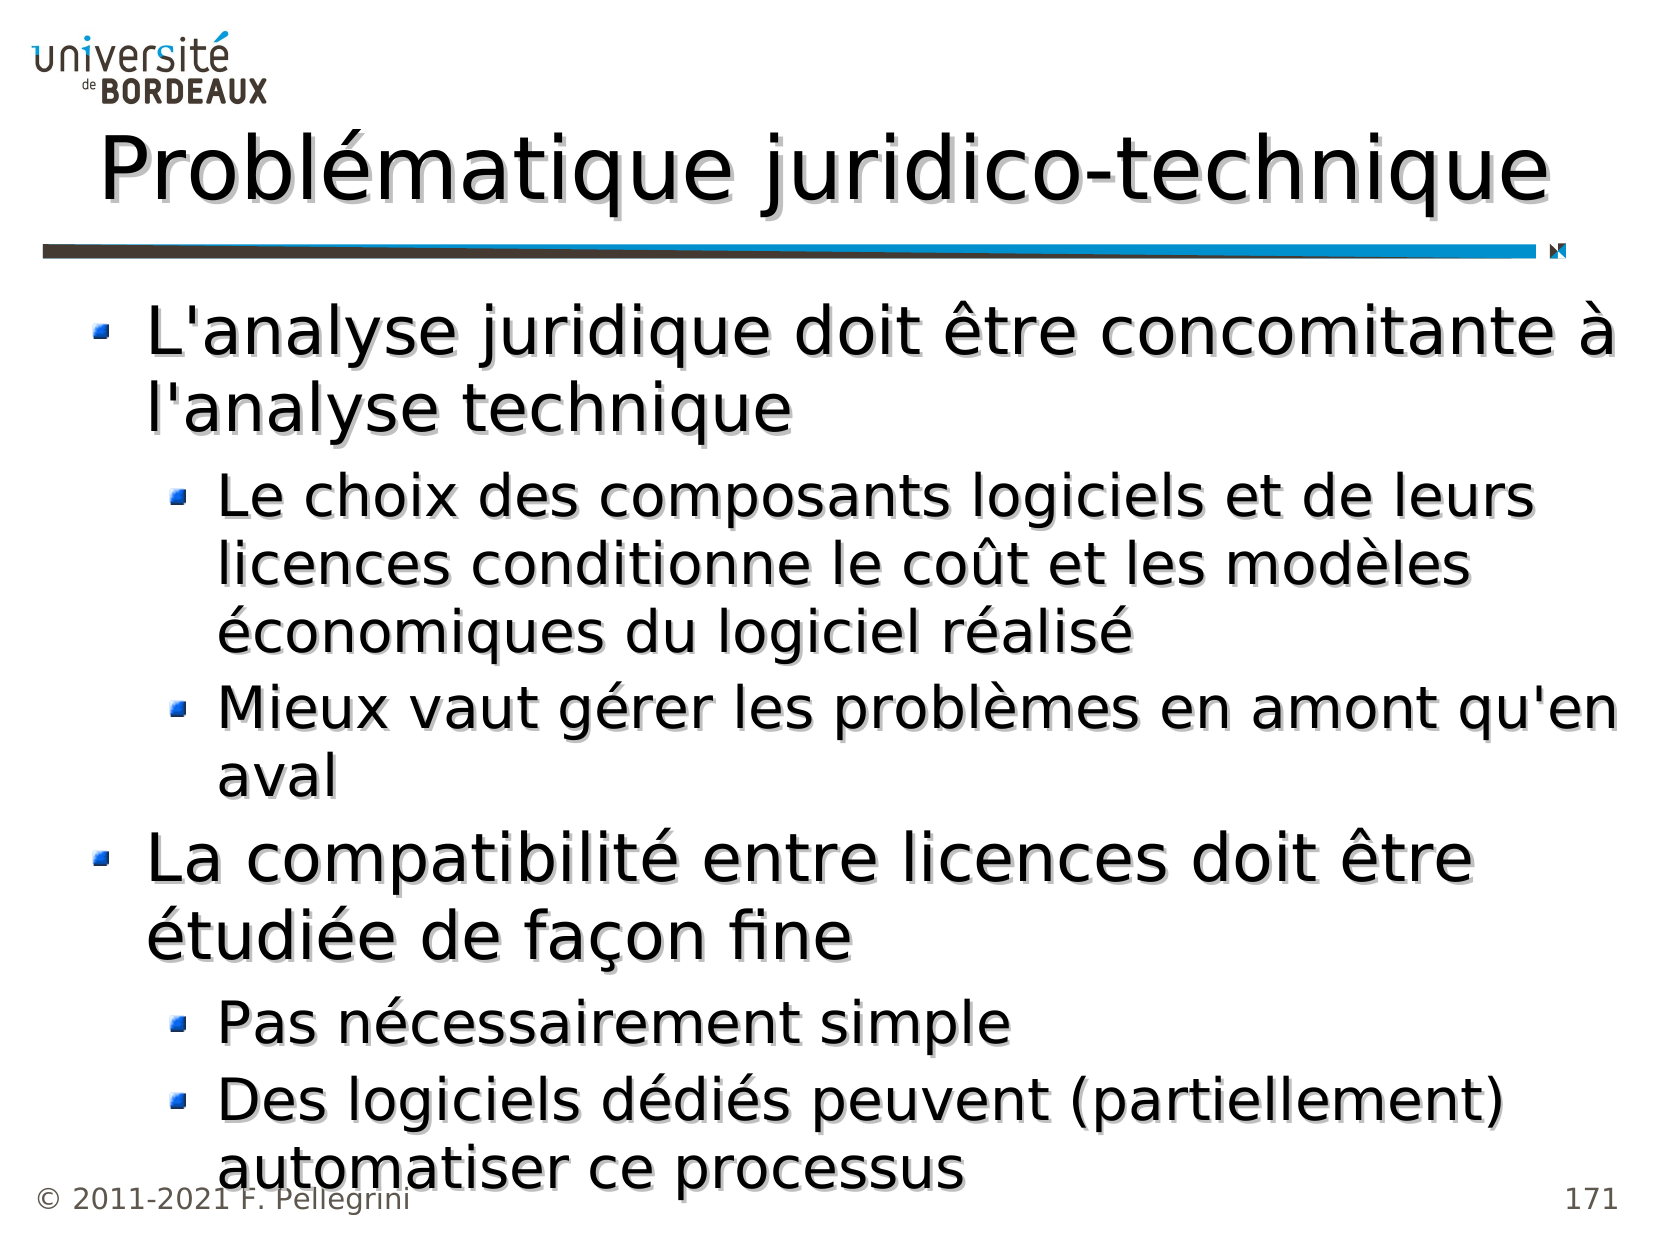 université
de BORDEAUX
Problématique juridico-technique
L'analyse juridique doit être concomitante à
l'analyse technique
Le choix des composants logiciels et de leurs
licences conditionne le coût et les modèles
économiques du logiciel réalisé
Mieux vaut gérer les problèmes en amont qu'en
aval
La compatibilité entre licences doit être
étudiée de façon fine
Pas nécessairement simple
Des logiciels dédiés peuvent (partiellement)
automatiser ce processus
© 2011-2021 F. Pellegrini
171